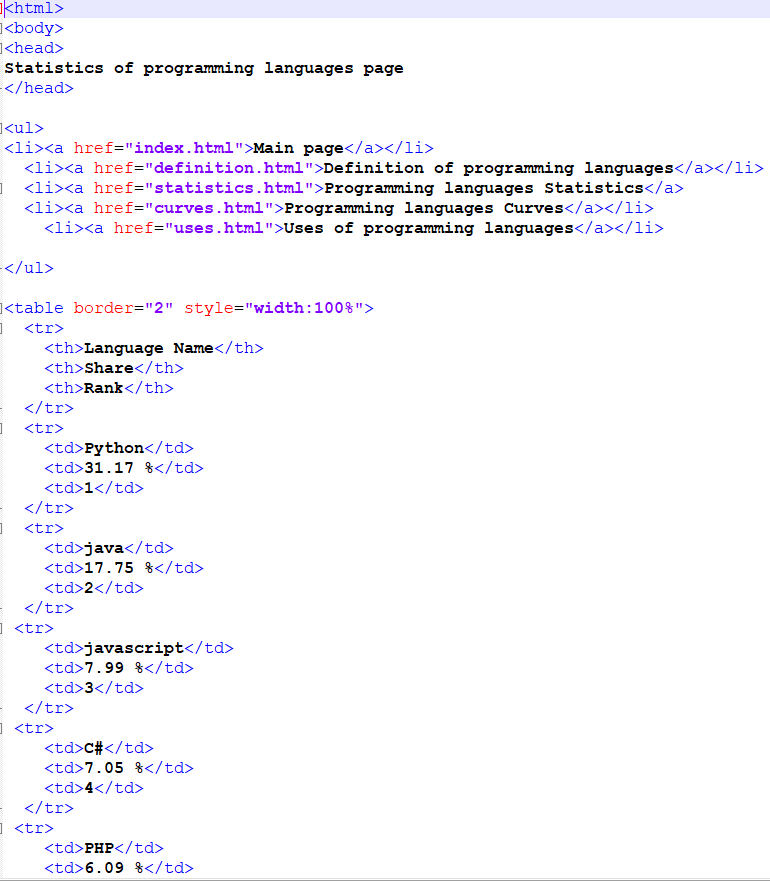 <html>
<body>
<head>
Statistics of programming languages page
</head>
<ul>
<li><a href="index.html">Main page</a></li>
<li><a href="definition.html">Definition of programming languages</a></li>
<li><a href="statistics.html">Programming languages Statistics</a>
<li><a href="curves.html">Programming languages Curves</a></li>
<li><a href="uses.html">Uses of programming languages</a></li>
</ul>
<table border="2" style="width:100%">
<tr>
<th>Language Name</th>
<th>Share</th>
<th>Rank</th>
</tr>
<tr>
<td>Python</td>
<td>31.17 %</td>
<td>1</td>
</tr>
<tr>
<td>java</td>
<td>17.75 %</td>
<td>2</td>
</tr>
<tr>
<td>javascript</td>
<td>7.99 %</td>
<td>3</td>
</tr>
<tr>
<td>C#</td>
<td>7.05 %</td>
<td>4</td>
</tr>
<tr>
<td>PHP</td>
<td>6.09 %</td>